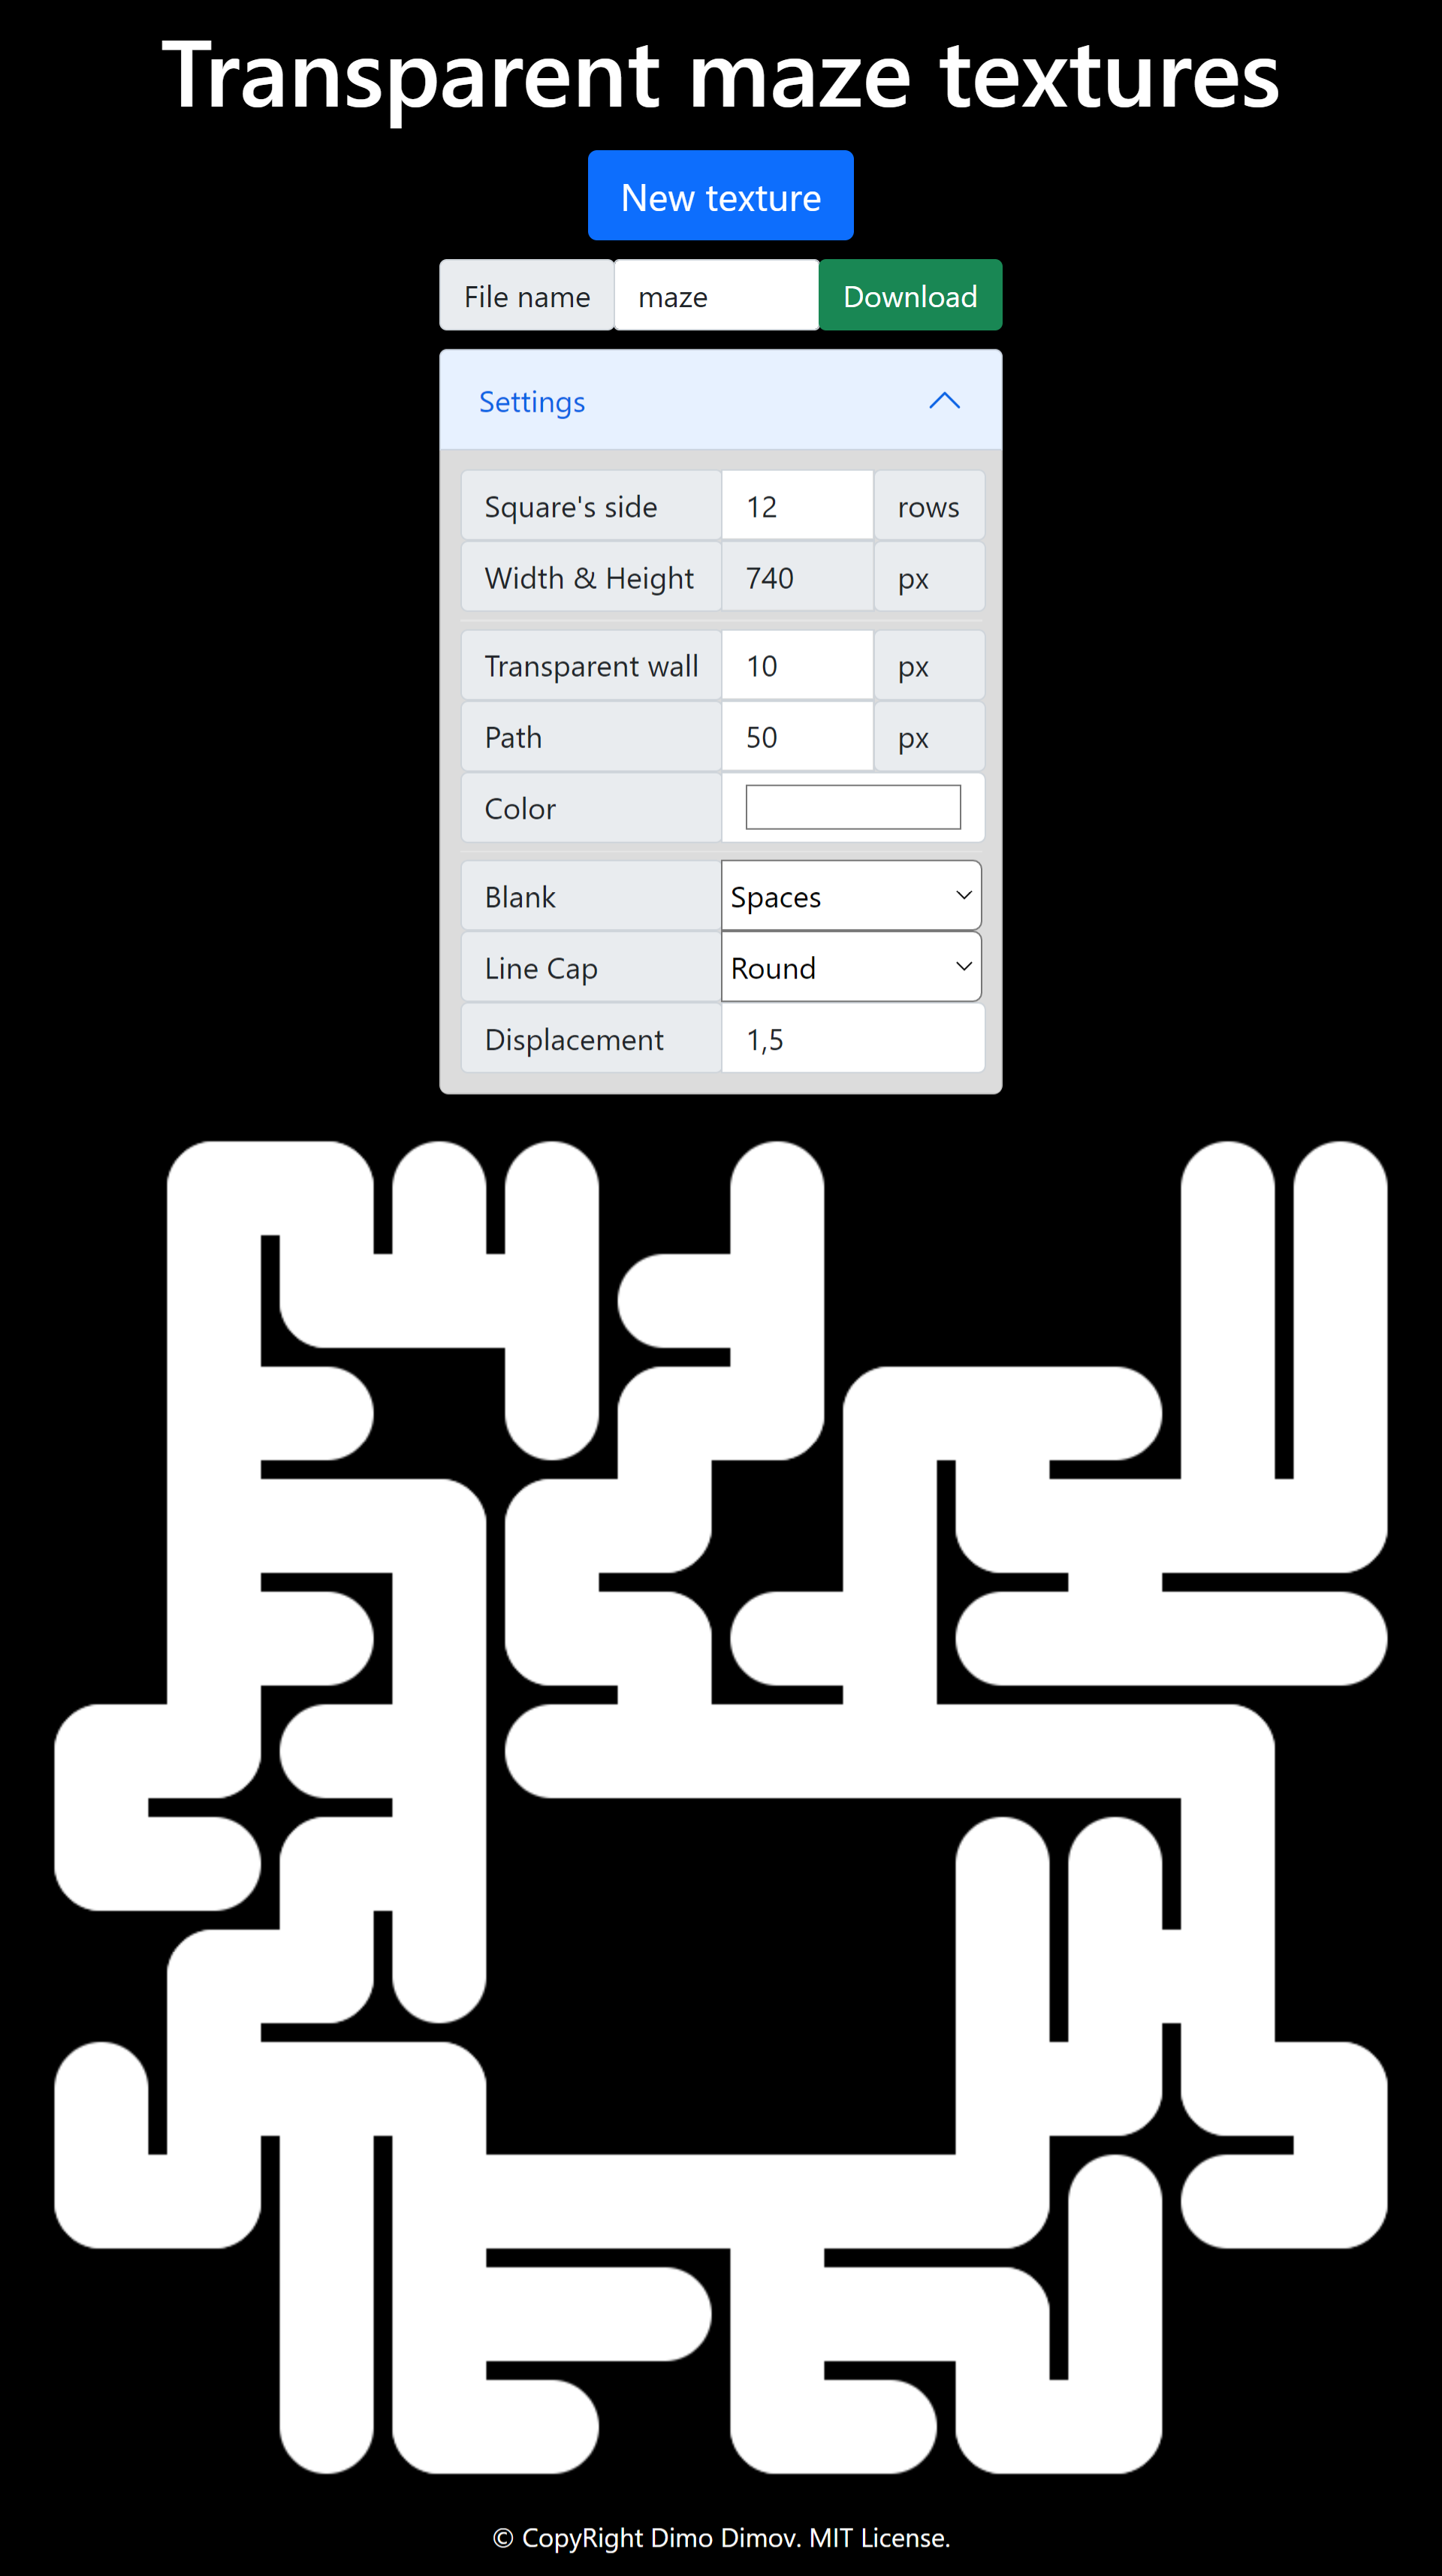 Transparent maze textures
New texture
File name maze Download
Settings
Square's side 12 rows
Width & Height 740 px
Transparent wall 10 px
Path 50 px
Color
Blank Spaces
Line Cap Round
Displacement 1,5
© CopyRight Dimo Dimov. MIT License.